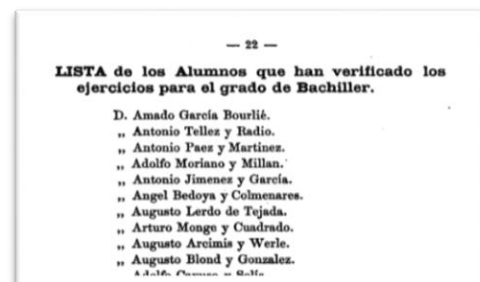 — 22 —
LISTA de los Alumnos que han verificado los
ejercicios para el grado de Bachiller.
D. Amado García Bourlié.
„ Antonio Tellez y Radio.
„ Antonio Paez y Martinez.
„ Adolfo Moriano y Millan.
„ Antonio Jimenez y García.
„ Angel Bedoya y Colmenares.
„ Augusto Lerdo de Tejada.
„ Arturo Monge y Cuadrado.
„ Augusto Arcimis y Werle.
„ Augusto Blond y Gonzalez.